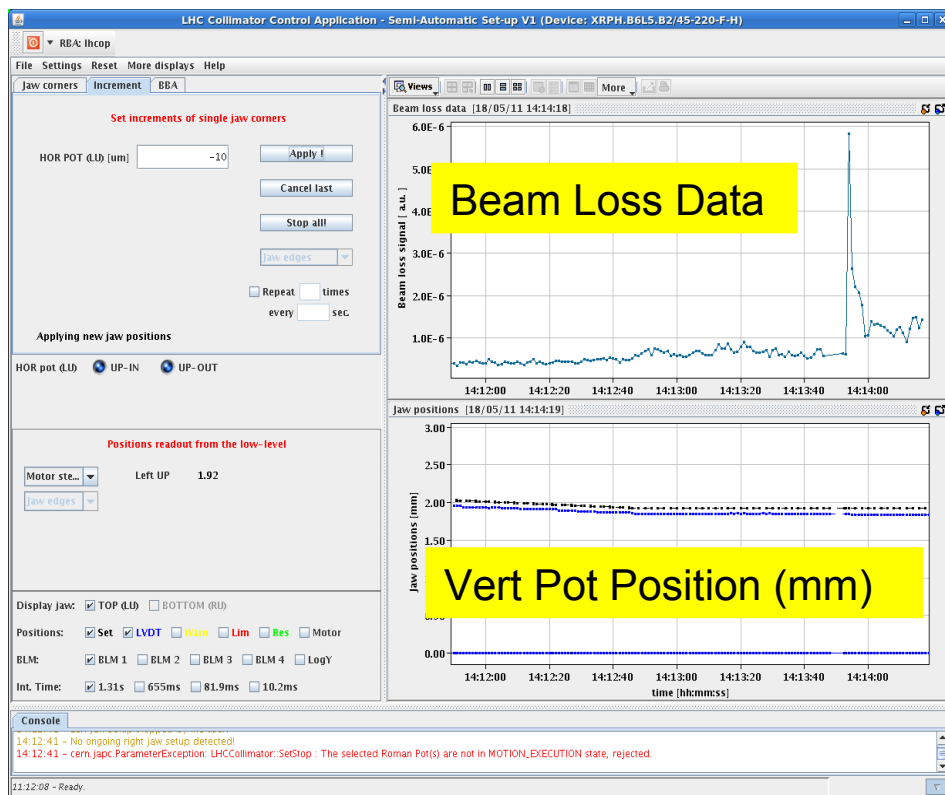 LHC Collimator Control Application - Semi-Automatic Set-up V1 (Device: XRPH.B6L5.B2/45-220-F-H)
RBA: lhcop
File Settings Reset More displays Help
Jaw corners Increment BBA
Set increments of single jaw corners
HOR POT (LU) [um] -10 Apply !
Cancel last
Stop all!
Jaw edges
Repeat times
every sec.
Applying new jaw positions
HOR pot (LU) UP-IN UP-OUT
Positions readout from the low-level
Motor ste... Left UP 1.92
Jaw edges
Display jaw: TOP (LU) BOTTOM (RU)
Positions: Set LVDT Warn Lim Res Motor
BLM: BLM 1 BLM 2 BLM 3 BLM 4 LogY
Int. Time: 1.31s 655ms 81.9ms 10.2ms
Views More
Beam loss data [18/05/11 14:14:18]
6.0E-6
5.0E
4.0E
3.0E-6
2.0E-6
1.0E-6
Beam loss signal [ a.u. ]
Beam Loss Data
14:12:00 14:12:20 14:12:40 14:13:00 14:13:20 14:13:40 14:14:00
Jaw positions [18/05/11 14:14:19]
3.00
2.50
2.00
1.50
0.00
Jaw positions [mm]
Vert Pot Position (mm)
14:12:00 14:12:20 14:12:40 14:13:00 14:13:20 14:13:40 14:14:00
time [hh:mm:ss]
Console
14:12:41 - No ongoing right jaw setup detected!
14:12:41 - cern.japc.ParameterException: LHCCollimator::SetStop : The selected Roman Pot(s) are not in MOTION_EXECUTION state, rejected.
11:12:08 - Ready.